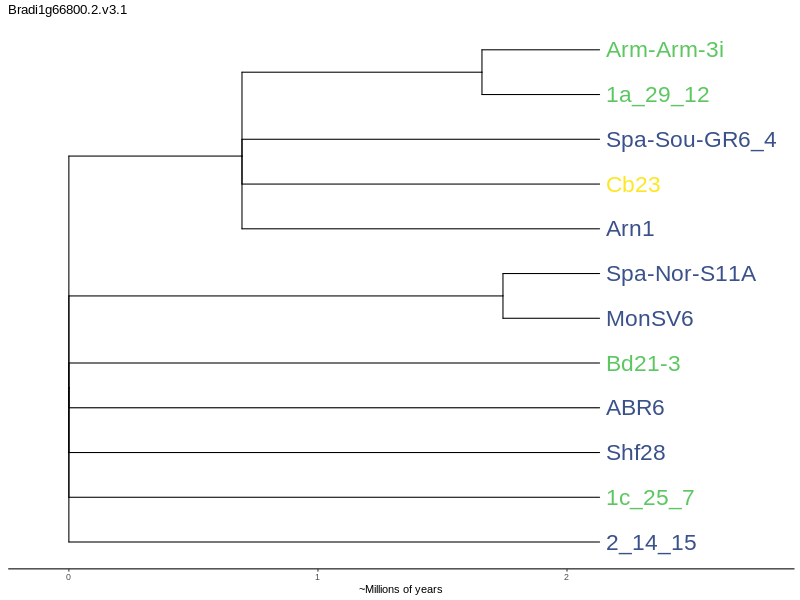 Bradi1g66800.2.v3.1
Arm-Arm-3i
1a_29_12
Spa-Sou-GR6_4
Cb23
Arn1
Spa-Nor-S11A
MonSV6
Bd21-3
ABR6
Shf28
1c_25_7
2_14_15
0 1 2
~Millions of years